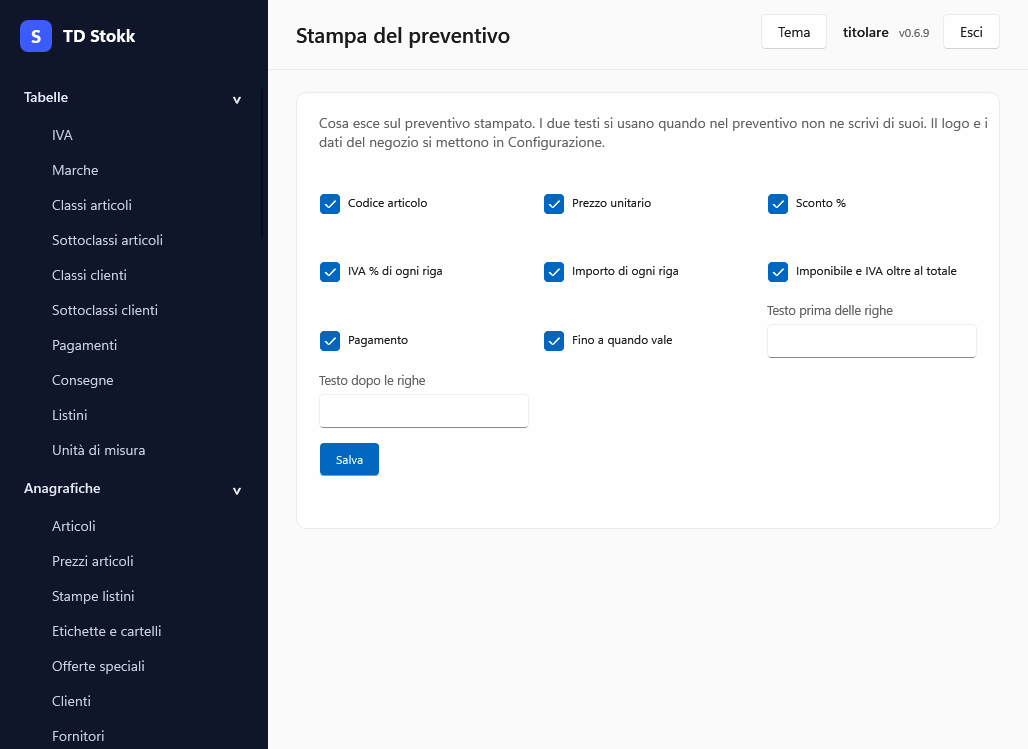 S TD Stokk
Tabelle
IVA
Marche
Classi articoli
Sottoclassi articoli
Classi clienti
Sottoclassi clienti
Pagamenti
Consegne
Listini
Unità di misura
Anagrafiche
Articoli
Prezzi articoli
Stampe listini
Etichette e cartelli
Offerte speciali
Clienti
Fornitori
Stampa del preventivo
Tema titolare v0.6.9 Esci
Cosa esce sul preventivo stampato. I due testi si usano quando nel preventivo non ne scrivi di suoi. Il logo e i
dati del negozio si mettono in Configurazione.
Codice articolo Prezzo unitario Sconto %
IVA % di ogni riga Importo di ogni riga Imponibile e IVA oltre al totale
Testo prima delle righe
Pagamento Fino a quando vale
Testo dopo le righe
Salva